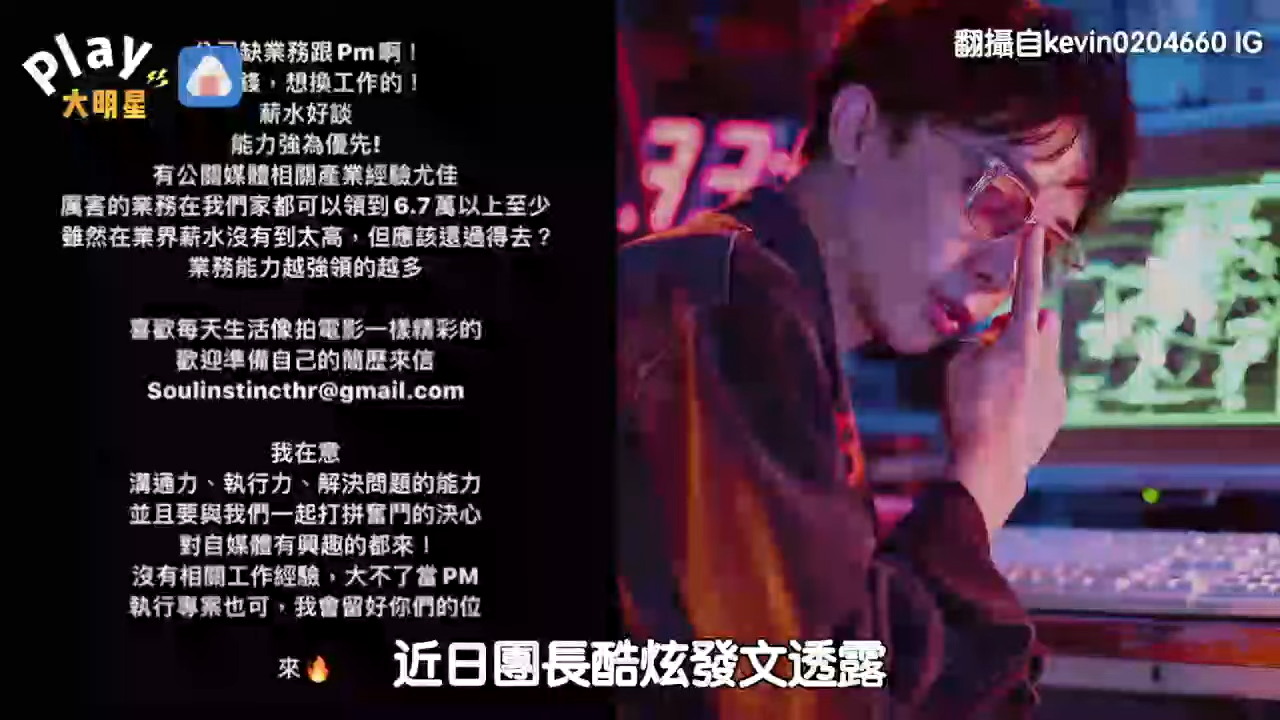 Play
大明星
翻攝自kevin0204660 IG
缺業務跟Pm啊！
錢，想換工作的！
薪水好談
能力強為優先!
有公關媒體相關產業經驗尤佳
厲害的業務在我們家都可以領到6.7萬以上至少
雖然在業界薪水沒有到太高，但應該還過得去？
業務能力越強領的越多
喜歡每天生活像拍電影一樣精彩的
歡迎準備自己的簡歷來信
Soulinstincthr@gmail.com
我在意
溝通力、執行力、解決問題的能力
並且要與我們一起打拼奮鬥的決心
對自媒體有興趣的都來！
沒有相關工作經驗，大不了當PM
執行專案也可，我會留好你們的位
來🔥
近日團長酷炫發文透露